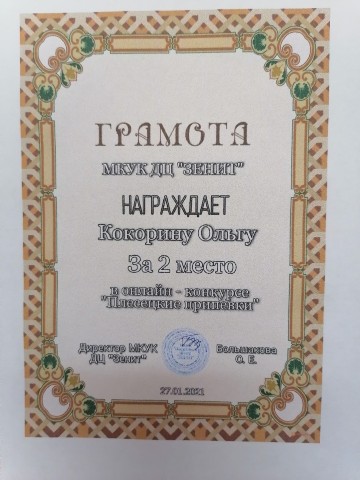 ГРАМОТА
МКУК ДЦ "ЗЕНИТ"
НАГРАЖДАЕТ
Кокорину Ольгу
За 2 место
в онлайн - конкурсе
"Плесецкие припевки"
Директор МКУК
ДЦ "Зенит"
Большакова
О. Е.
27.01.2021